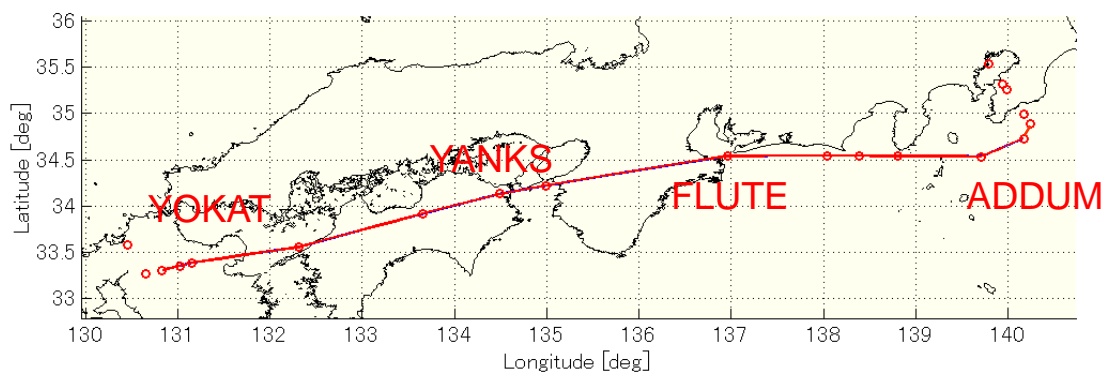 36
35.5
35
34.5
34
33.5
33
Latitude [deg]
YOKAT
YANKS
FLUTE
ADDUM
130 131 132 133 134 135 136 137 138 139 140
Longitude [deg]